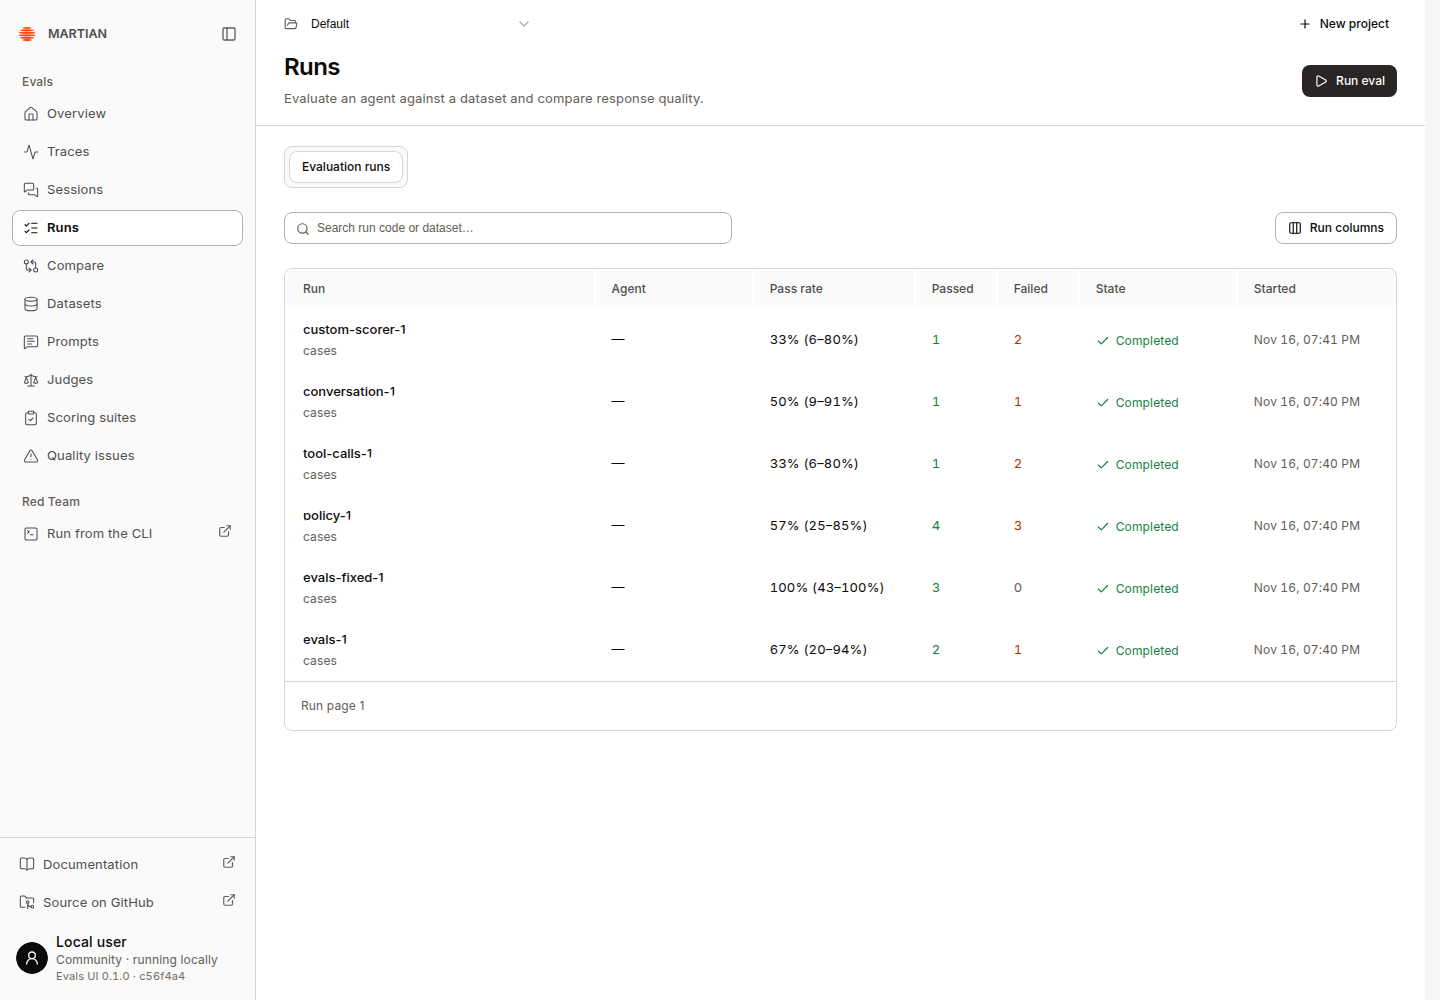 MARTIAN
Evals
Overview
Traces
Sessions
Runs
Compare
Datasets
Prompts
Judges
Scoring suites
Quality issues
Red Team
Run from the CLI
Documentation
Source on GitHub
Local user
Community · running locally
Evals UI 0.1.0 · c56f4a4
Default
New project
Runs
Evaluate an agent against a dataset and compare response quality.
Run eval
Evaluation runs
Search run code or dataset…
Run columns
Run Agent Pass rate Passed Failed State Started
custom-scorer-1
cases
— 33% (6–80%) 1 2 Completed Nov 16, 07:41 PM
conversation-1
cases
— 50% (9–91%) 1 1 Completed Nov 16, 07:40 PM
tool-calls-1
cases
— 33% (6–80%) 1 2 Completed Nov 16, 07:40 PM
policy-1
cases
— 57% (25–85%) 4 3 Completed Nov 16, 07:40 PM
evals-fixed-1
cases
— 100% (43–100%) 3 0 Completed Nov 16, 07:40 PM
evals-1
cases
— 67% (20–94%) 2 1 Completed Nov 16, 07:40 PM
Run page 1